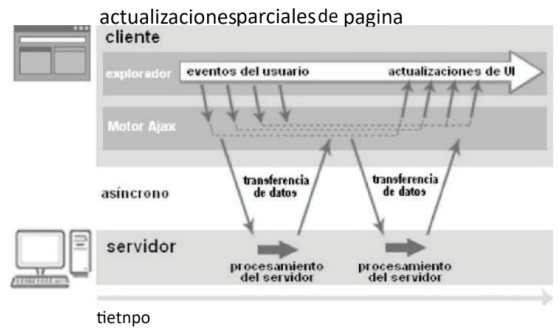 actualizacionesparciales de pagina
cliente
explorador
eventos del usuario
actualizaciones de UI
Motor Ajax
asíncrono
transferencia
de datos
transferencia
de datos
servidor
procesamiento
del servidor
procesamiento
del servidor
tietnpo